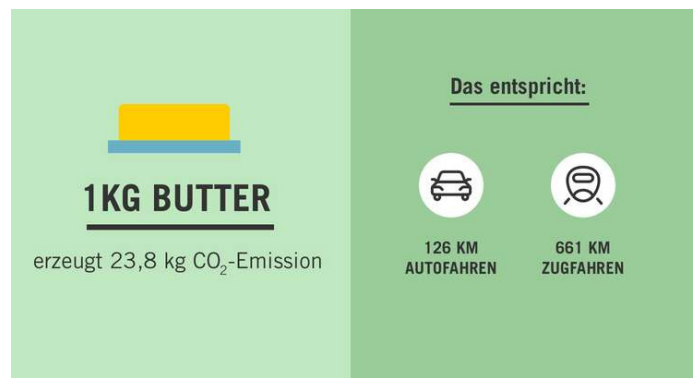 1KG BUTTER
erzeugt 23,8 kg CO₂-Emission
Das entspricht:
126 KM
AUTOFAHREN
661 KM
ZUGFAHREN